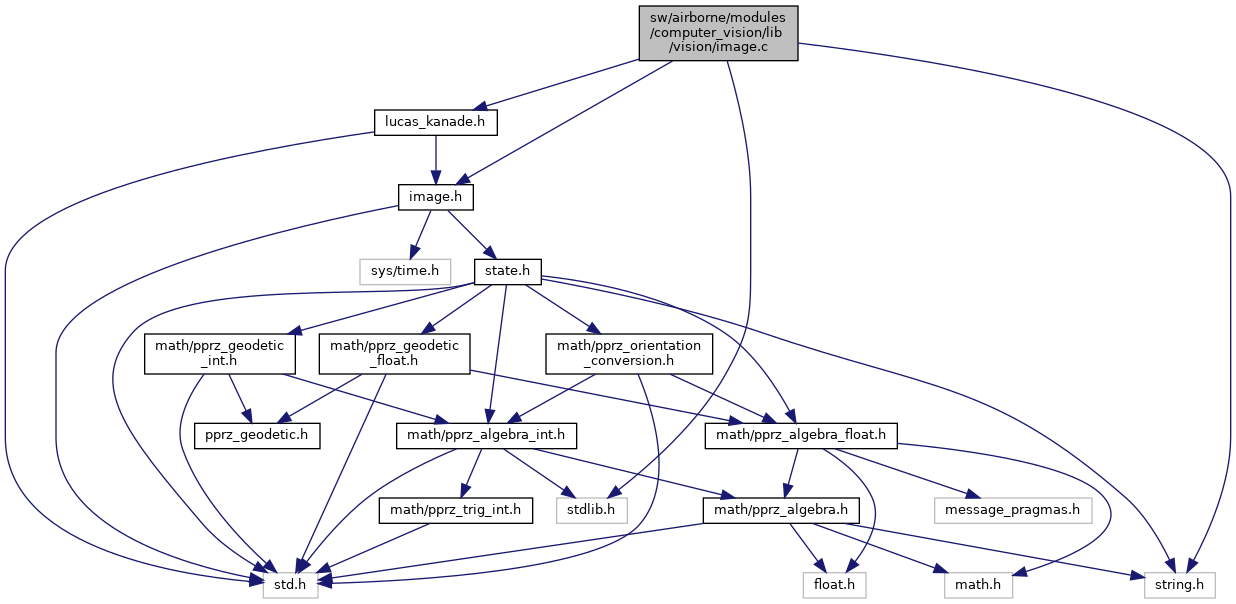 sw/airborne/modules
/computer_vision/lib
/vision/image.c
lucas_kanade.h
image.h
sys/time.h
state.h
math/pprz_geodetic
_int.h
math/pprz_geodetic
_float.h
math/pprz_orientation
_conversion.h
pprz_geodetic.h
math/pprz_algebra_int.h
math/pprz_algebra_float.h
math/pprz_trig_int.h
stdlib.h
math/pprz_algebra.h
message_pragmas.h
std.h
float.h
math.h
string.h